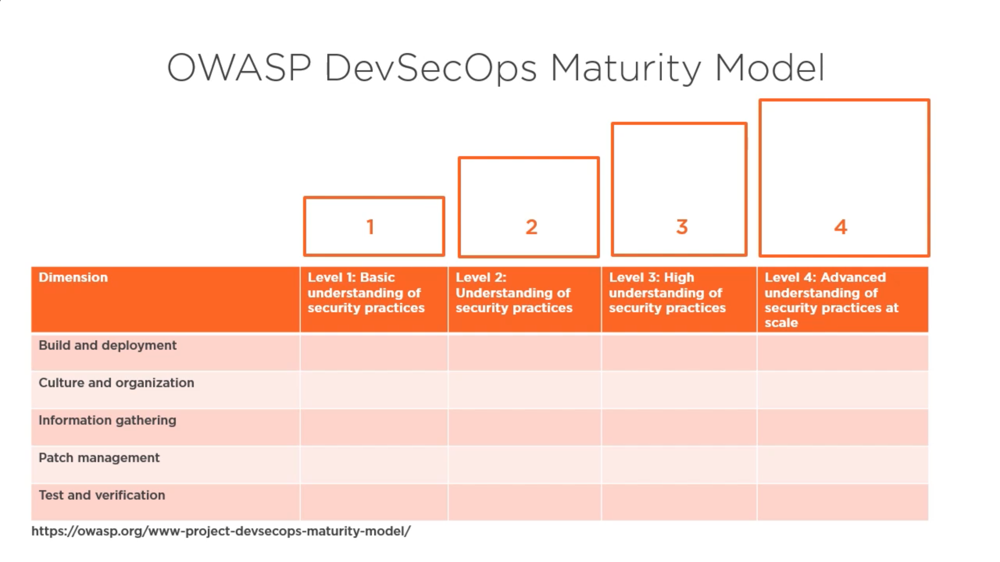 OWASP DevSecOps Maturity Model
1
2
3
4
Dimension
Level 1: Basic
understanding of
security practices
Level 2:
Understanding of
security practices
Level 3: High
understanding of
security practices
Level 4: Advanced
understanding of
security practices at
scale
Build and deployment
Culture and organization
Information gathering
Patch management
Test and verification
https://owasp.org/www-project-devsecops-maturity-model/